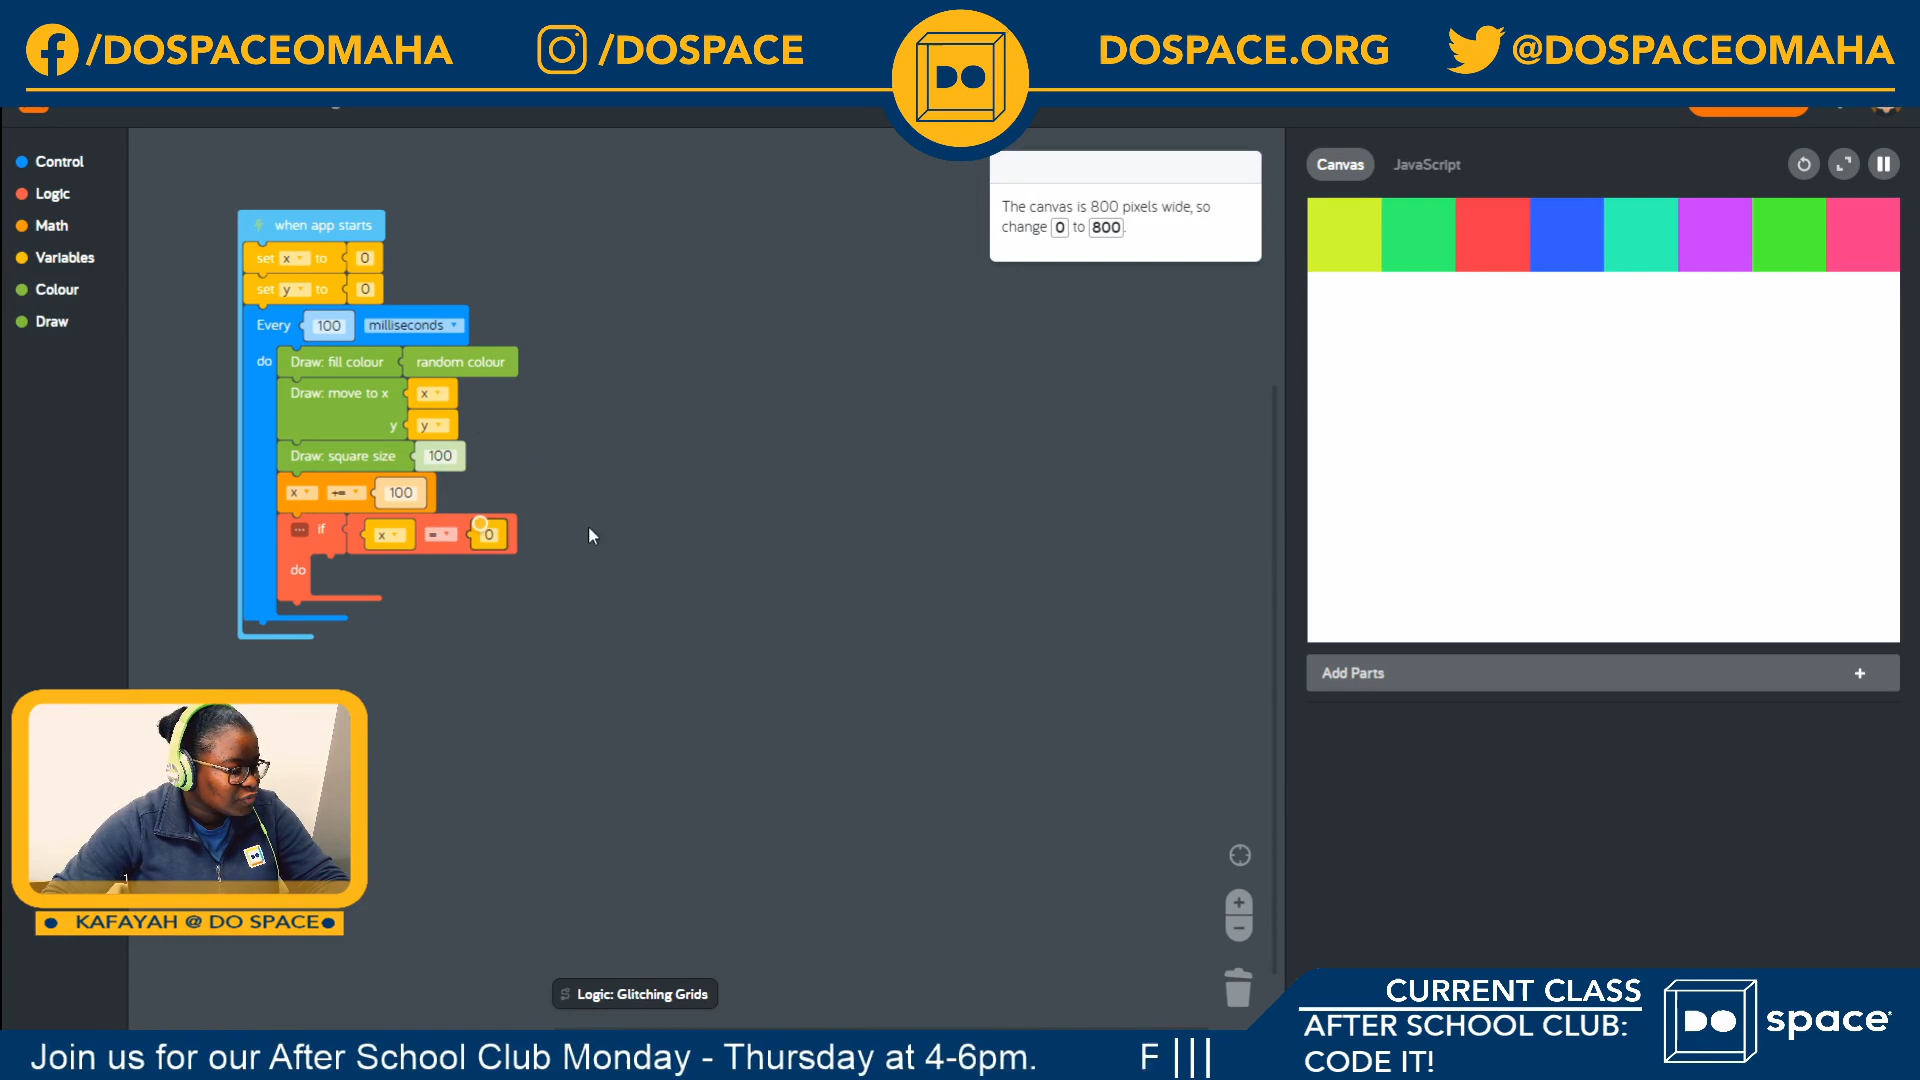 /DOSPACEOMAHA
/DOSPACE
DO
DOSPACE.ORG
@DOSPACEOMAHA
Control
Logic
Math
Variables
Colour
Draw
when app starts
set x to 0
set y to 0
Every 100 milliseconds
do Draw: fill colour random colour
Draw: move to x x
y y
Draw: square size 100
x += 100
if x = 0
do
The canvas is 800 pixels wide, so
change 0 to 800.
Canvas JavaScript
Add Parts +
KAFAYAH @ DO SPACE
Logic: Glitching Grids
CURRENT CLASS
AFTER SCHOOL CLUB:
CODE IT!
DO space
Join us for our After School Club Monday - Thursday at 4-6pm. F |||